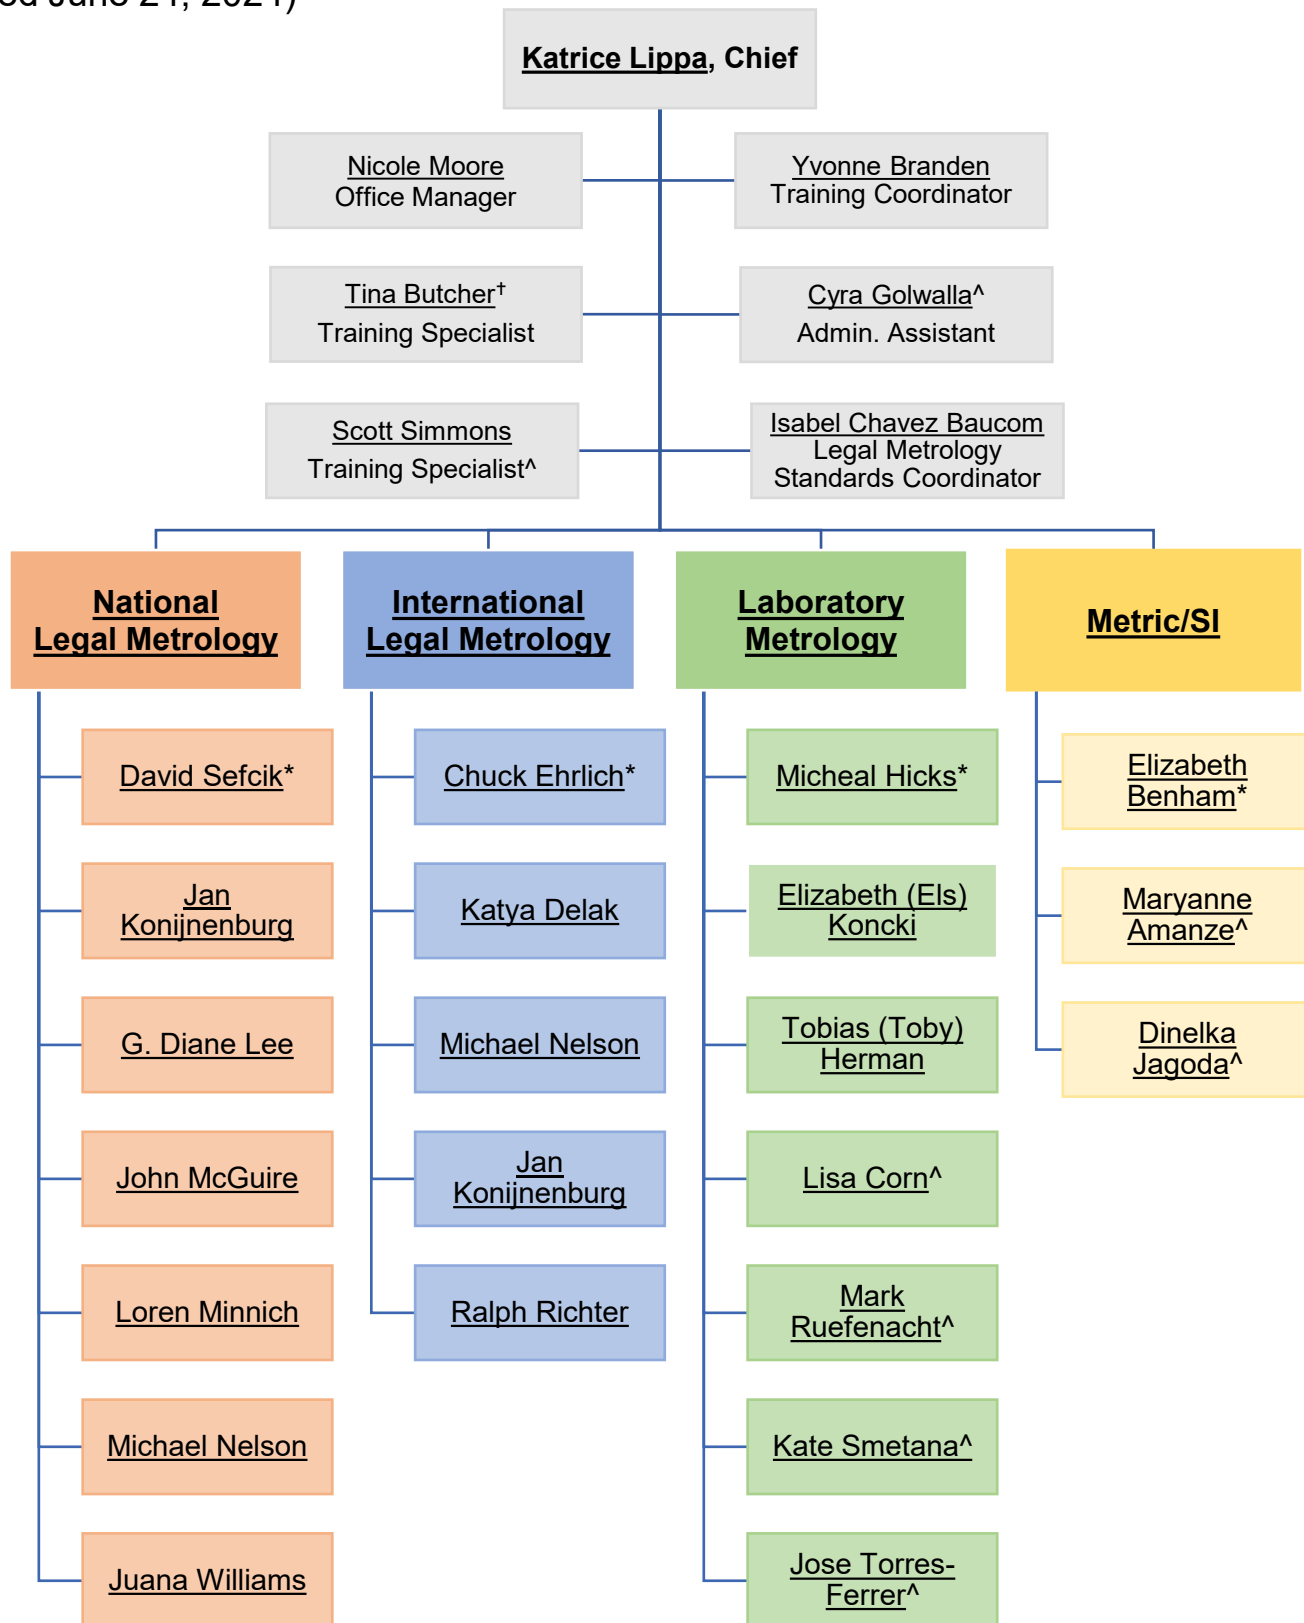 June 24, 2021)
Katrice Lippa, Chief
Nicole Moore
Office Manager
Yvonne Branden
Training Coordinator
Tina Butcher†
Training Specialist
Cyra Golwalla^
Admin. Assistant
Scott Simmons
Training Specialist^
Isabel Chavez Baucom
Legal Metrology
Standards Coordinator
National
Legal Metrology
International
Legal Metrology
Laboratory
Metrology
Metric/SI
David Sefcik*
Jan
Konijnenburg
G. Diane Lee
John McGuire
Loren Minnich
Michael Nelson
Juana Williams
Chuck Ehrlich*
Katya Delak
Michael Nelson
Jan
Konijnenburg
Ralph Richter
Micheal Hicks*
Elizabeth (Els)
Koncki
Tobias (Toby)
Herman
Lisa Corn^
Mark
Ruefenacht^
Kate Smetana^
Jose Torres-
Ferrer^
Elizabeth
Benham*
Maryanne
Amanze^
Dinelka
Jagoda^